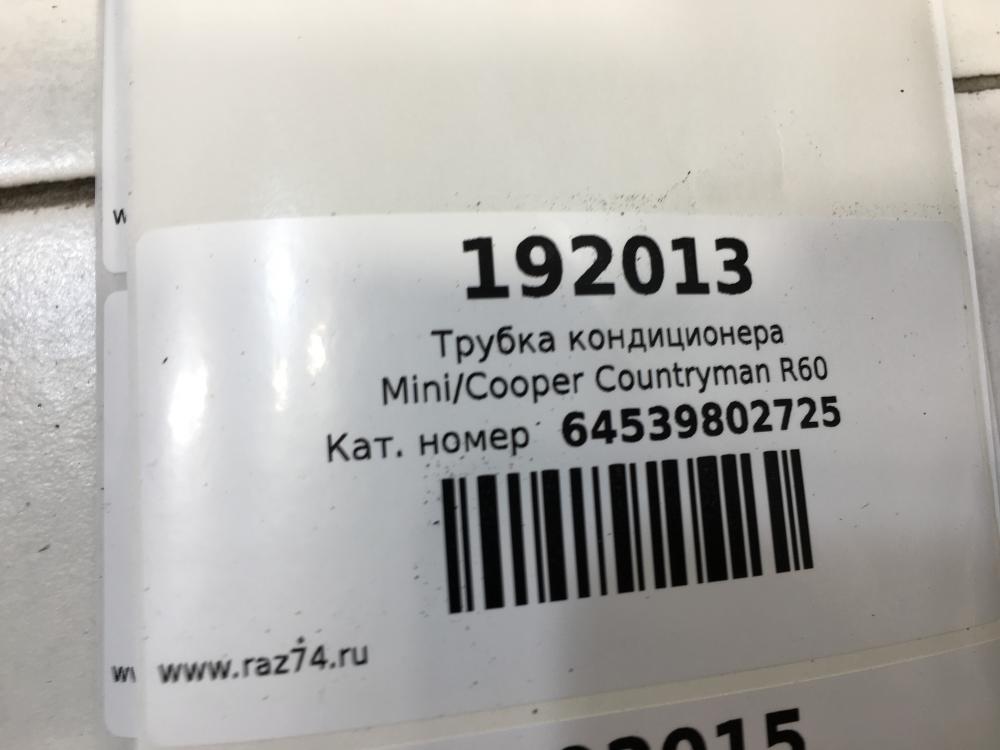 192013
Трубка кондиционера
Mini/Cooper Countryman R60
Кат. номер 64539802725
www.raz74.ru